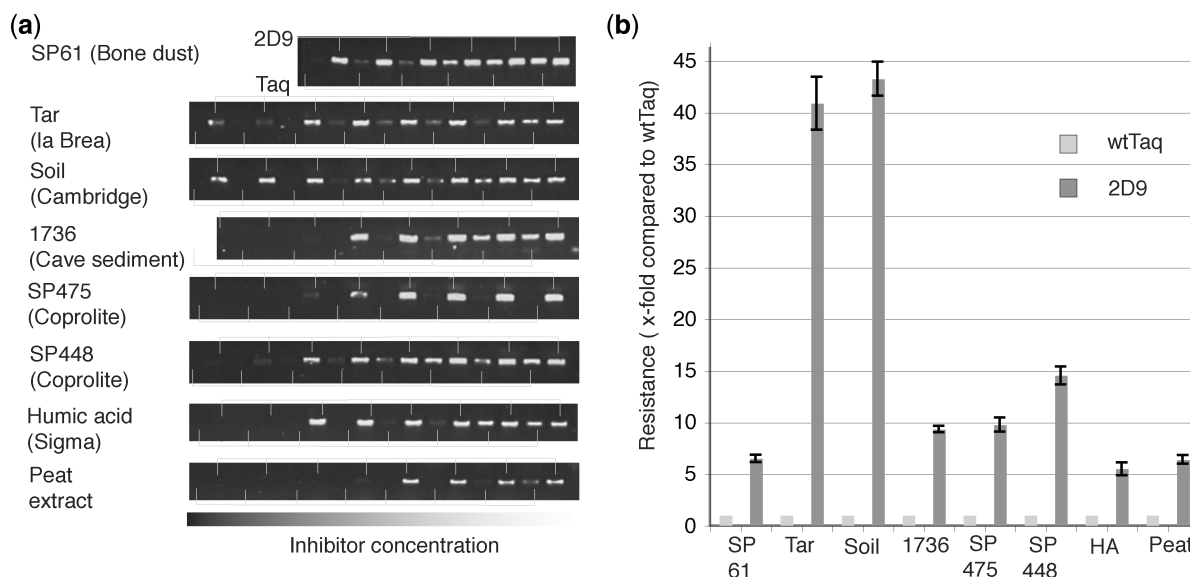 (a)
SP61 (Bone dust)
2D9
Taq
Tar
(la Brea)
Soil
(Cambridge)
1736
(Cave sediment)
SP475
(Coprolite)
SP448
(Coprolite)
Humic acid
(Sigma)
Peat
extract
Inhibitor concentration
(b)
Resistance ( x-fold compared to wtTaq)
45
40
35
30
25
20
15
10
5
0
wtTaq
2D9
SP Tar Soil 1736 SP SP HA Peat
61 475 448